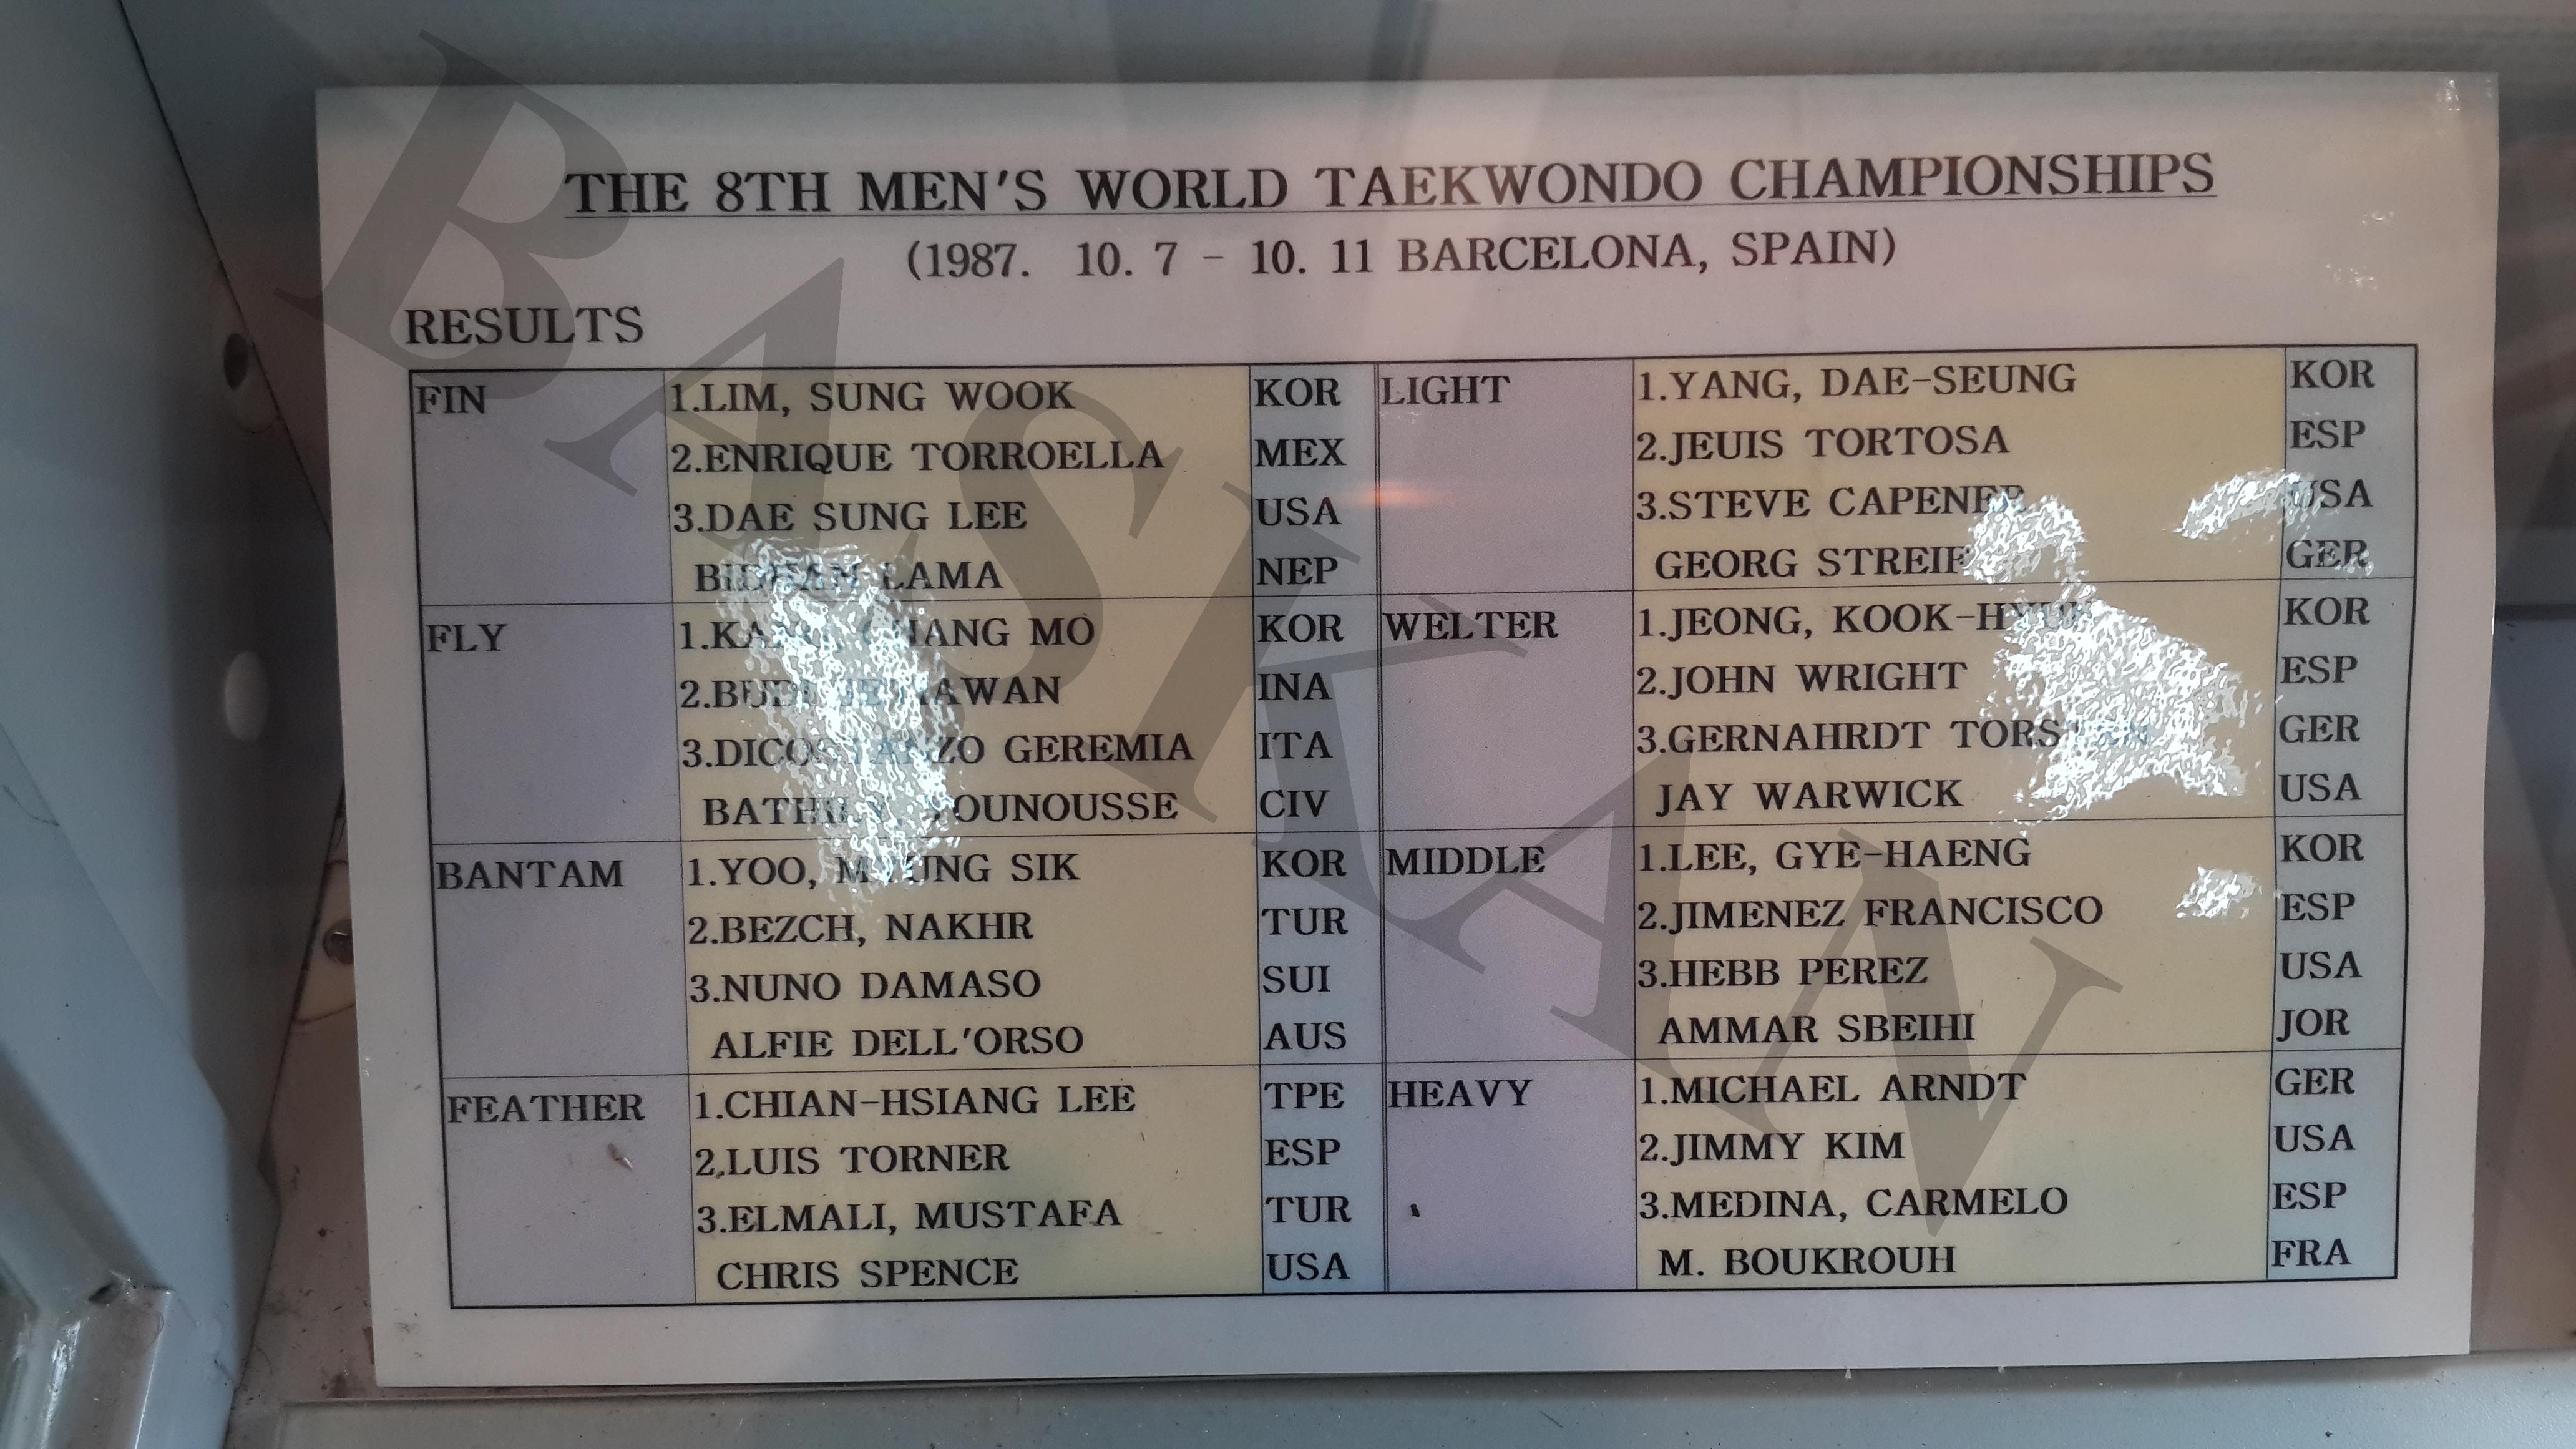 THE 8TH MEN'S WORLD TAEKWONDO CHAMPIONSHIPS
(1987. 10. 7 - 10. 11 BARCELONA, SPAIN)
RESULTS
FIN
1.LIM, SUNG WOOK KOR
2.ENRIQUE TORROELLA MEX
3.DAE SUNG LEE USA
LAMA NEP
FLY
MO KOR
INA
GEREMIA ITA
CIV
BANTAM
1.YOO, SIK KOR
2.BEZCH, NAKHR TUR
3.NUNO DAMASO SUI
ALFIE DELL'ORSO AUS
FEATHER
1.CHIAN-HSIANG LEE TPE
2.LUIS TORNER ESP
3.ELMALI, MUSTAFA TUR
CHRIS SPENCE USA
LIGHT
1.YANG, DAE-SEUNG KOR
2.JEUIS TORTOSA ESP
3.STEVE CAPENER USA
GEORG GER
WELTER
1.JEONG, KOR
2.JOHN WRIGHT ESP
3.GERNAHRDT GER
JAY WARWICK USA
MIDDLE
1.LEE, GYE-HAENG KOR
2.JIMENEZ FRANCISCO ESP
3.HEBB PEREZ USA
AMMAR SBEIHI JOR
HEAVY
1.MICHAEL ARNDT GER
2.JIMMY KIM USA
3.MEDINA, CARMELO ESP
M. BOUKROUH FRA
BASKAN